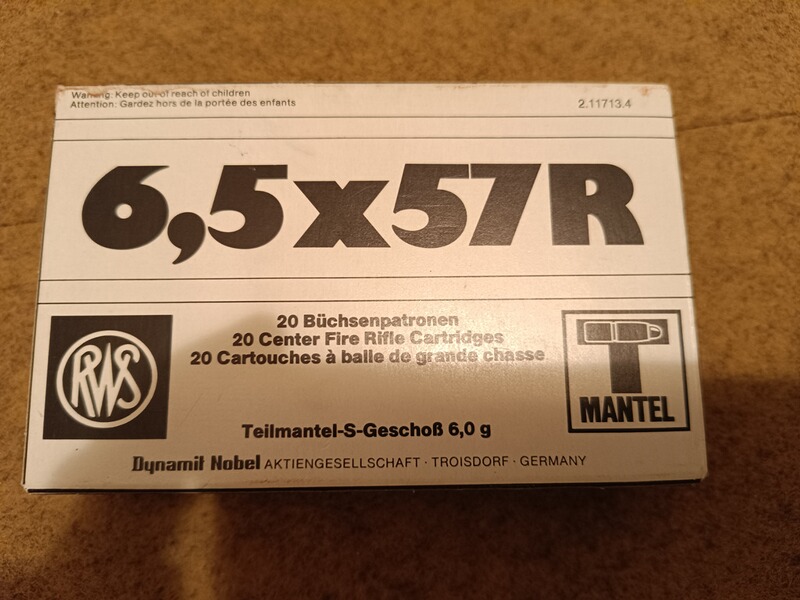 Warning: Keep out of reach of children
Attention: Gardez hors de la portée des enfants
2.11713.4
6,5x57R
20 Büchsenpatronen
20 Center Fire Rifle Cartridges
20 Cartouches à balle de grande chasse
RWS
T
MANTEL
Teilmantel-S-Geschoß 6,0 g
Dynamit Nobel AKTIENGESELLSCHAFT · TROISDORF · GERMANY